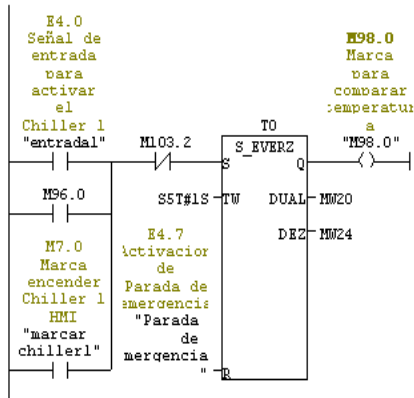 E4.0
Señal de
entrada
para
activar
el
Chiller 1
"entrada1"
M96.0
M7.0
Marca
encender
Chiller 1
HMI
"marcar
chiller1"
M103.2
T0
S_EVERZ
S
Q
S5T#1S
TW
DUAL
MW20
DEZ
MW24
E4.7
Activacion
de
Parada de
emergencia
"Parada
de
mergencia
"
R
M98.0
Marca
para
comparar
temperatur
a
"M98.0"